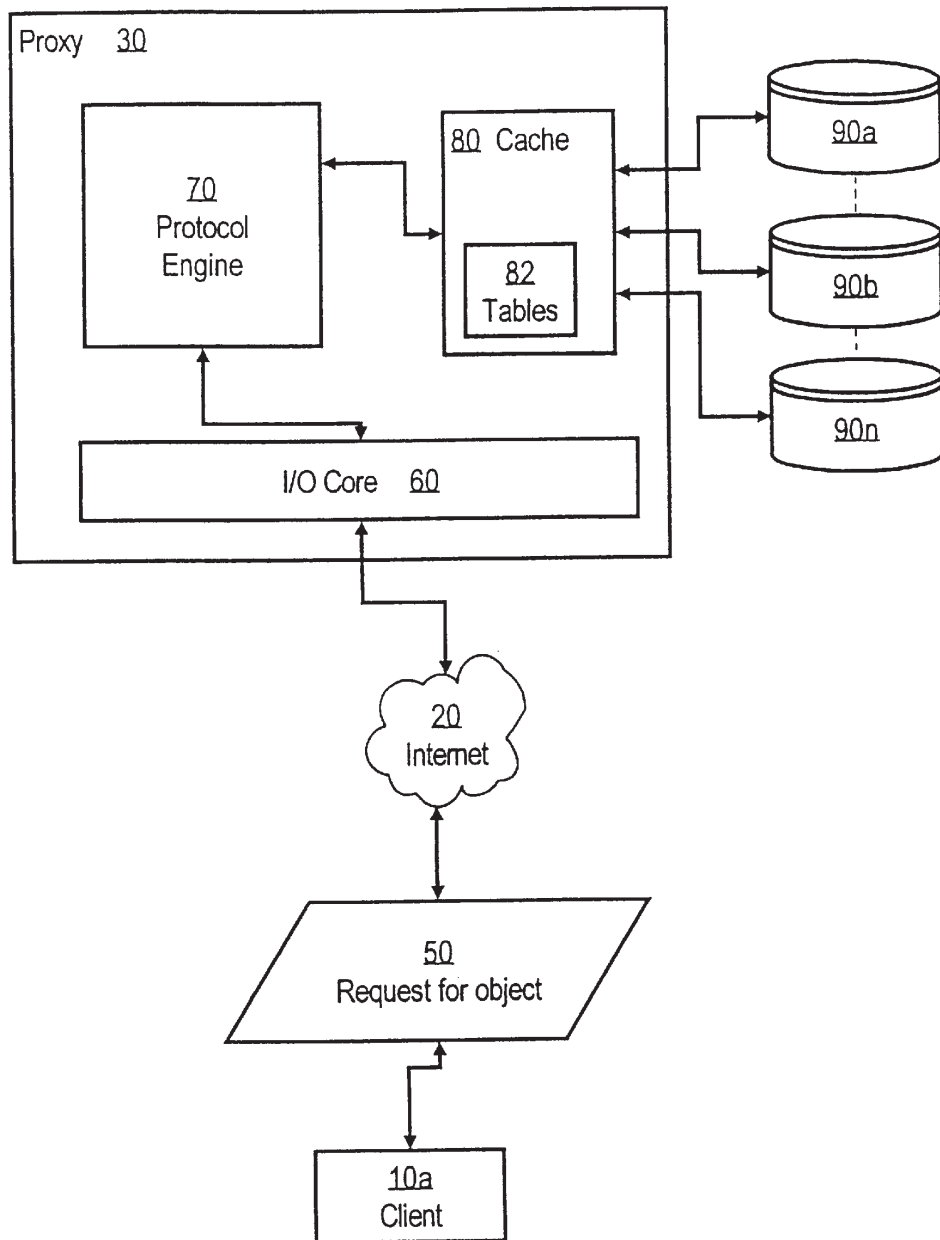 Proxy 30
70
Protocol
Engine
80 Cache
82
Tables
90a
90b
90n
I/O Core 60
20
Internet
50
Request for object
10a
Client